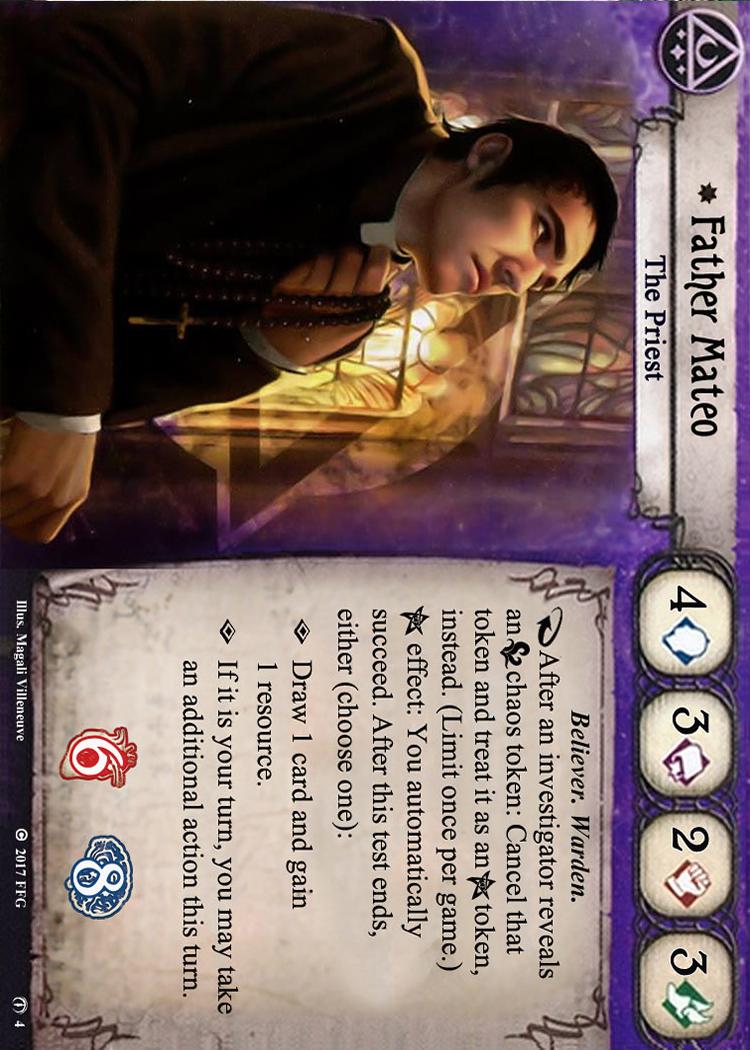 Father Mateo
The Priest
4 3 2 3
Believer. Warden.
After an investigator reveals
an chaos token: Cancel that
token and treat it as an token,
instead. (Limit once per game.)
effect: You automatically
succeed. After this test ends,
either (choose one):
Draw 1 card and gain
1 resource.
If it is your turn, you may take
an additional action this turn.
6 8
Illus. Magali Villeneuve © 2017 FFG 4